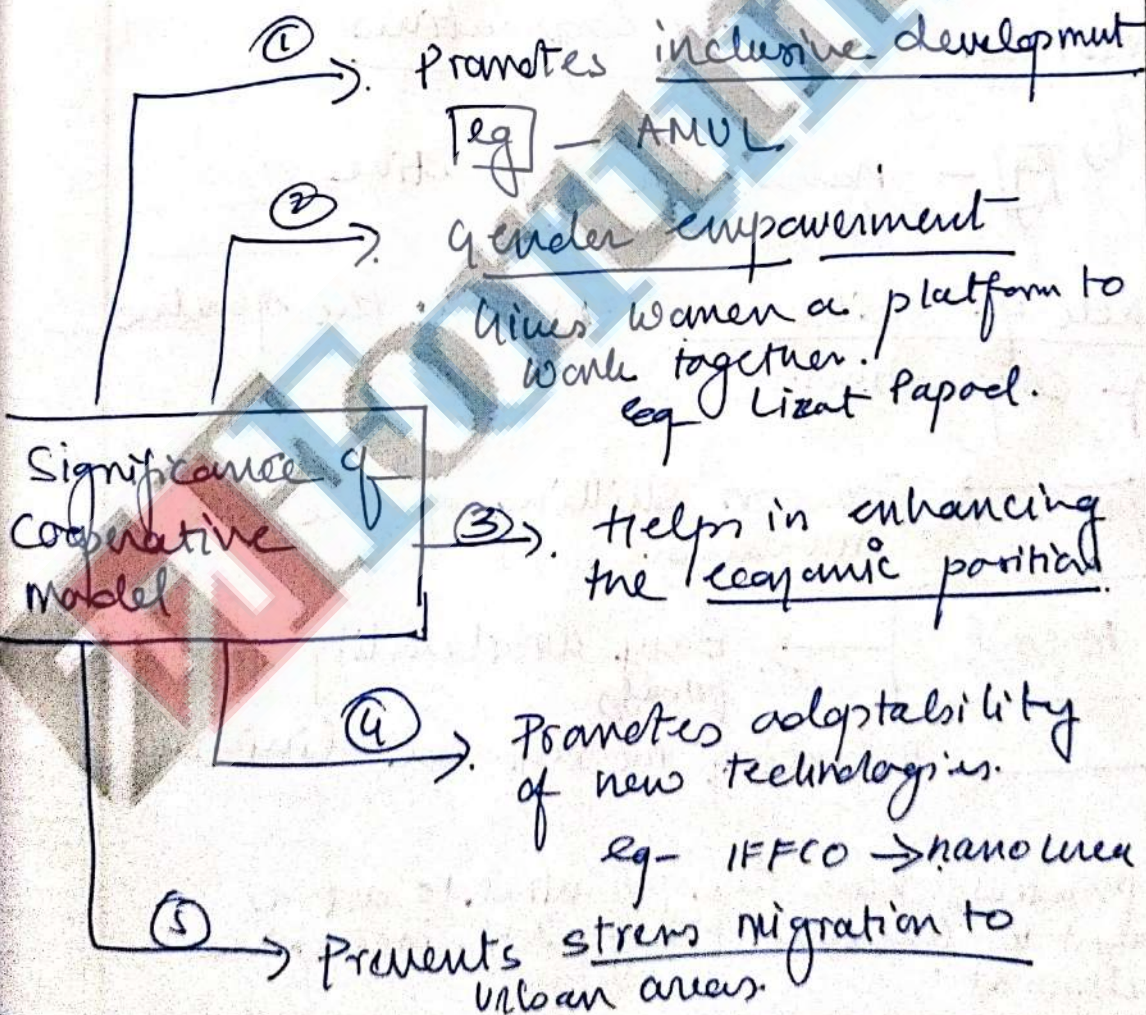 ① Promotes inclusive development
eg — AMUL.
② Gender empowerment
Gives women a platform to
work together.
eg Lizzat Papad.
Significance of
Cooperative
Model
③ Helps in enhancing
the economic position.
④ Promotes adoptability
of new technologies.
eg- IFFCO → nano urea
⑤ Prevents stress migration to
urban areas.
Forum